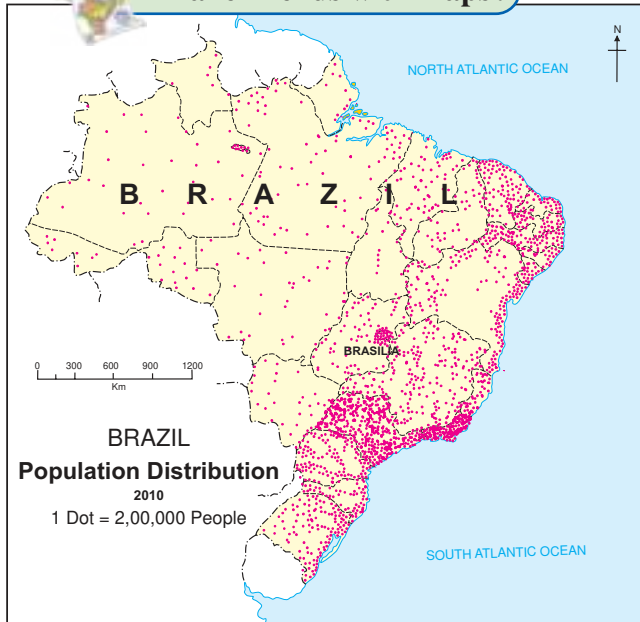 NORTH ATLANTIC OCEAN
N
B R A Z I L
BRASILIA
0 300 600 900 1200
Km
BRAZIL
Population Distribution
2010
1 Dot = 2,00,000 People
SOUTH ATLANTIC OCEAN